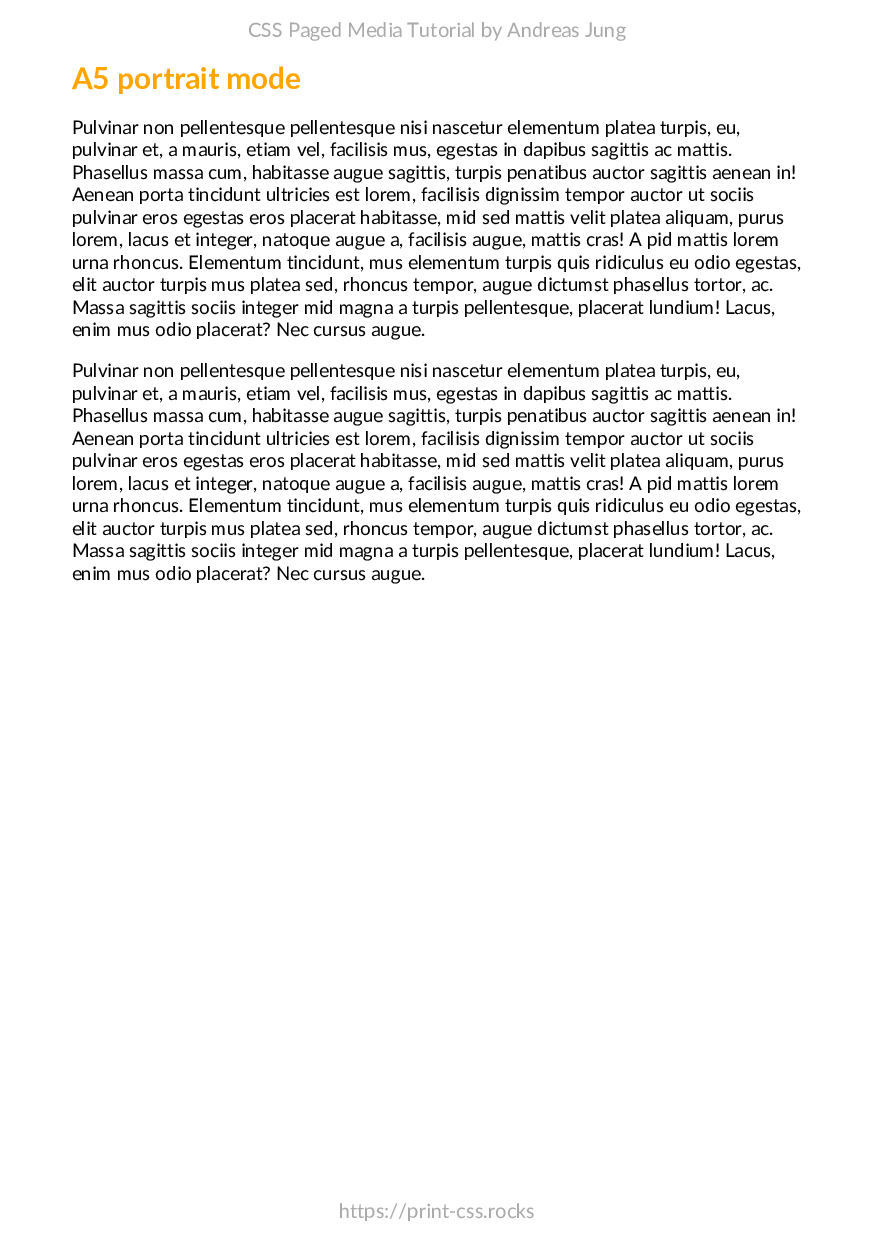 CSS Paged Media Tutorial by Andreas Jung
A5 portrait mode
Pulvinar non pellentesque pellentesque nisi nascetur elementum platea turpis, eu,
pulvinar et, a mauris, etiam vel, facilisis mus, egestas in dapibus sagittis ac mattis.
Phasellus massa cum, habitasse augue sagittis, turpis penatibus auctor sagittis aenean in!
Aenean porta tincidunt ultricies est lorem, facilisis dignissim tempor auctor ut sociis
pulvinar eros egestas eros placerat habitasse, mid sed mattis velit platea aliquam, purus
lorem, lacus et integer, natoque augue a, facilisis augue, mattis cras! A pid mattis lorem
urna rhoncus. Elementum tincidunt, mus elementum turpis quis ridiculus eu odio egestas,
elit auctor turpis mus platea sed, rhoncus tempor, augue dictumst phasellus tortor, ac.
Massa sagittis sociis integer mid magna a turpis pellentesque, placerat lundium! Lacus,
enim mus odio placerat? Nec cursus augue.
Pulvinar non pellentesque pellentesque nisi nascetur elementum platea turpis, eu,
pulvinar et, a mauris, etiam vel, facilisis mus, egestas in dapibus sagittis ac mattis.
Phasellus massa cum, habitasse augue sagittis, turpis penatibus auctor sagittis aenean in!
Aenean porta tincidunt ultricies est lorem, facilisis dignissim tempor auctor ut sociis
pulvinar eros egestas eros placerat habitasse, mid sed mattis velit platea aliquam, purus
lorem, lacus et integer, natoque augue a, facilisis augue, mattis cras! A pid mattis lorem
urna rhoncus. Elementum tincidunt, mus elementum turpis quis ridiculus eu odio egestas,
elit auctor turpis mus platea sed, rhoncus tempor, augue dictumst phasellus tortor, ac.
Massa sagittis sociis integer mid magna a turpis pellentesque, placerat lundium! Lacus,
enim mus odio placerat? Nec cursus augue.
https://print-css.rocks